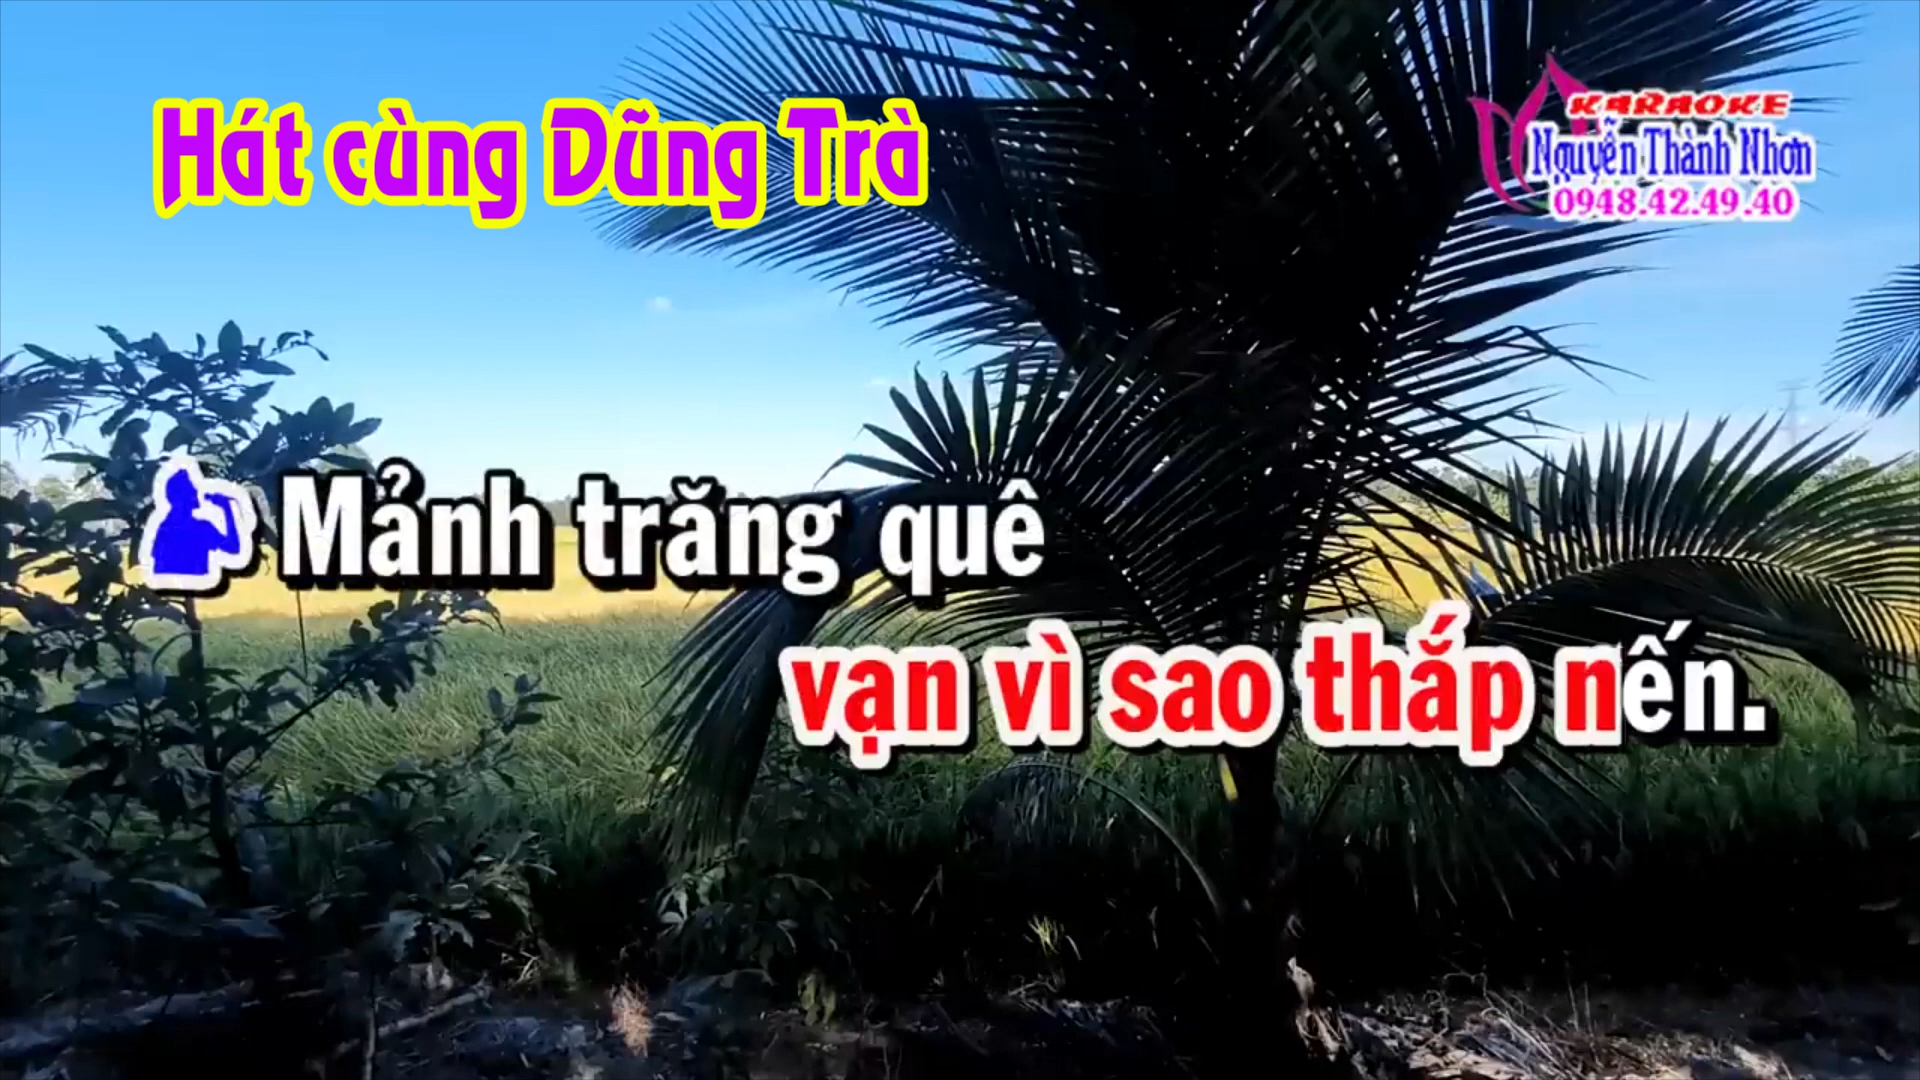 Hát cùng Dũng Trà
KARAOKE
Nguyễn Thành Nhơn
0948.42.49.40
Mảnh trăng quê
vạn vì sao thắp nến.